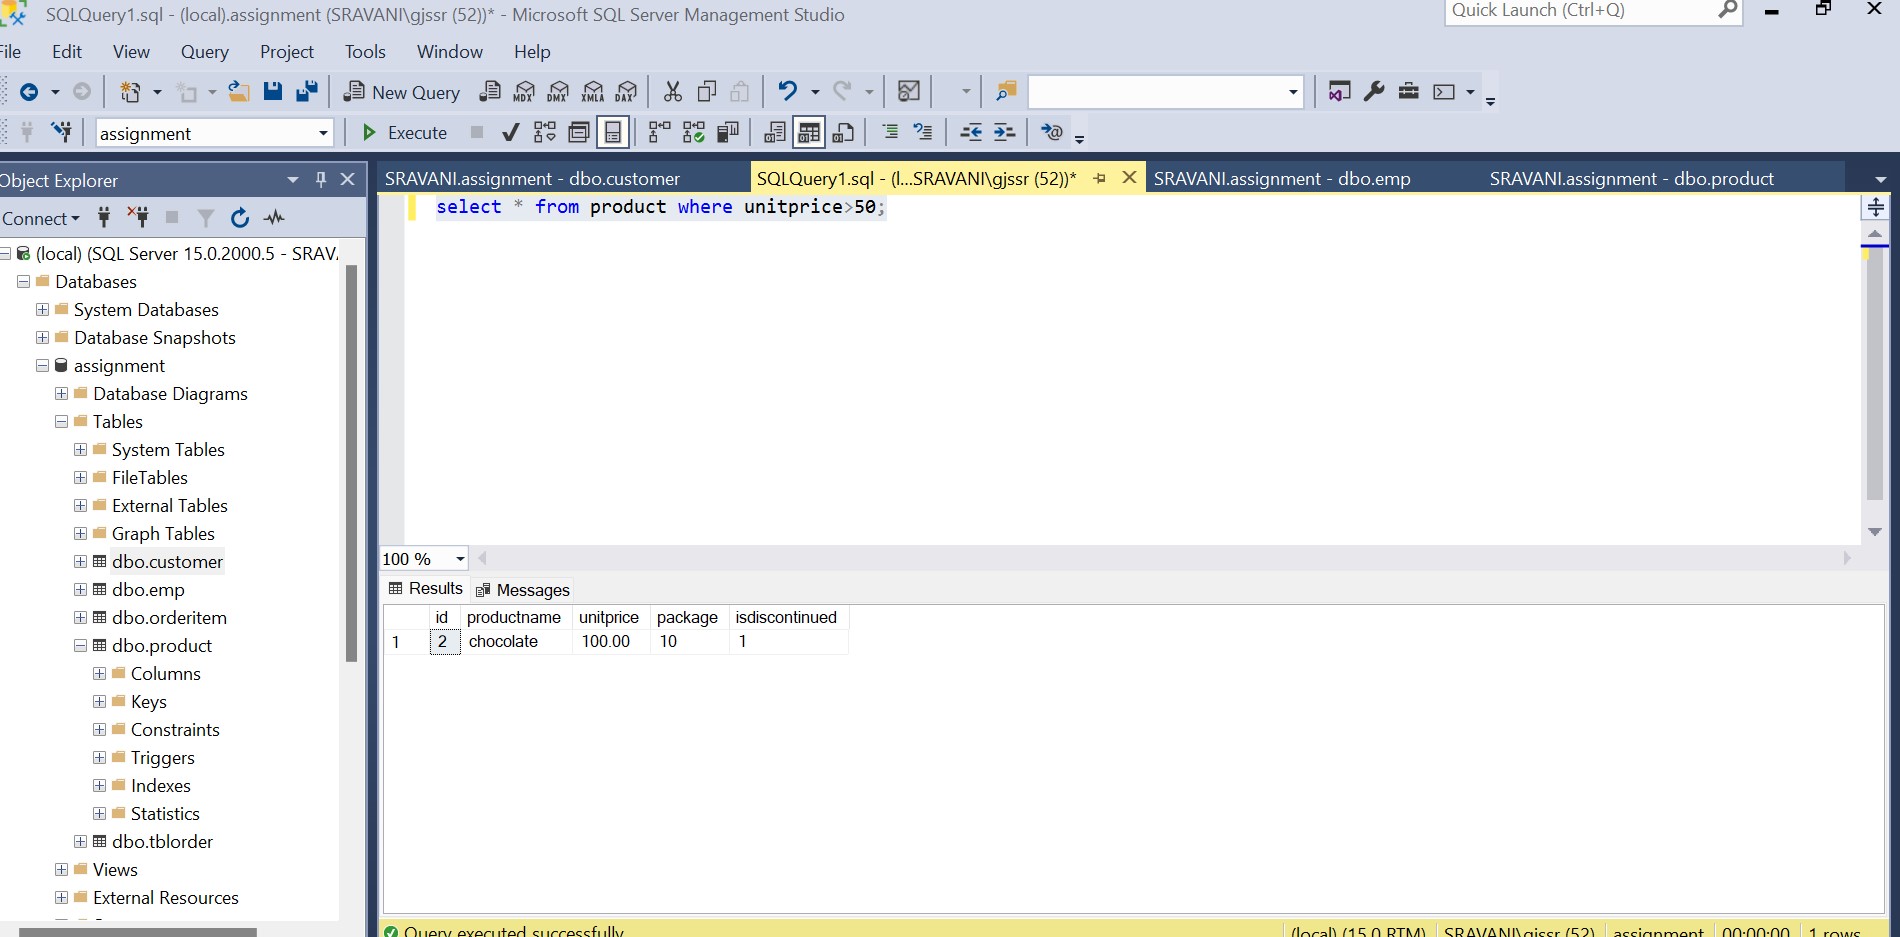 SQLQuery1.sql - (local).assignment (SRAVANI\gjssr (52))* - Microsoft SQL Server Management Studio
Quick Launch (Ctrl+Q)
File Edit View Query Project Tools Window Help
New Query MDX DMX XMLA DAX
assignment Execute
Object Explorer
SRAVANI.assignment - dbo.customer SQLQuery1.sql - (l...SRAVANI\gjssr (52))* SRAVANI.assignment - dbo.emp SRAVANI.assignment - dbo.product
Connect
select * from product where unitprice>50;
(local) (SQL Server 15.0.2000.5 - SRAVA
Databases
System Databases
Database Snapshots
assignment
Database Diagrams
Tables
System Tables
FileTables
External Tables
Graph Tables
dbo.customer
dbo.emp
dbo.orderitem
dbo.product
Columns
Keys
Constraints
Triggers
Indexes
Statistics
dbo.tblorder
Views
External Resources
100 %
Results Messages
id productname unitprice package isdiscontinued
1 2 chocolate 100.00 10 1
Query executed successfully
(local) (15.0 RTM) SRAVANI\gjssr (52) assignment 00:00:00 1 rows